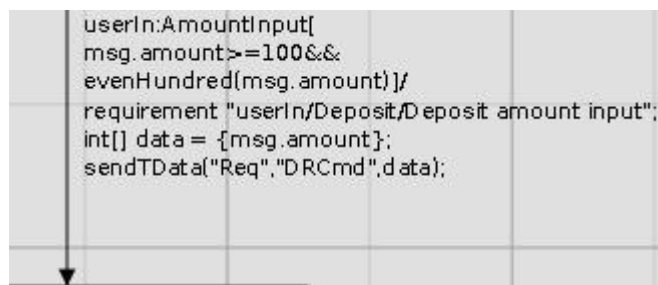 userIn:AmountInput[
msg.amount>=100&&
evenHundred(msg.amount)]/
requirement "userIn/Deposit/Deposit amount input";
int[] data = {msg.amount};
sendTData("Req","DRCmd",data);